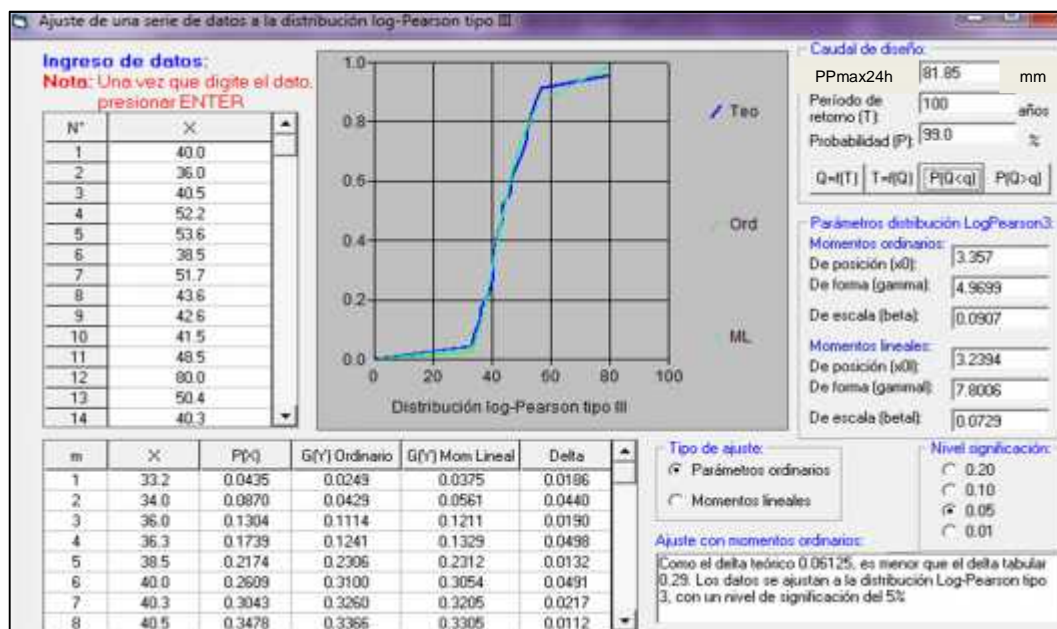 Ajuste de una serie de datos a la distribución log-Pearson tipo III
Ingreso de datos:
Nota: Una vez que digite el dato, presionar ENTER
N° X
1 40.0
2 36.0
3 40.5
4 52.2
5 53.6
6 38.5
7 51.7
8 43.6
9 42.6
10 41.5
11 48.5
12 80.0
13 50.4
14 40.3
1.0
0.8
0.6
0.4
0.2
0.0
0 20 40 60 80 100
Distribución log-Pearson tipo III
Teo
Ord
ML
Caudal de diseño:
PPmax24h 81.85 mm
Período de retorno (T): 100 años
Probabilidad (P): 99.0 %
Q=f(T) T=f(Q) P(Q<q) P(Q>q)
Parámetros distribución LogPearson3:
Momentos ordinarios:
De posición (x0) 3.357
De forma (gamma): 4.9699
De escala (beta): 0.0907
Momentos lineales:
De posición (x0l) 3.2394
De forma (gammal): 7.8006
De escala (betal): 0.0729
m X P(X) G(Y) Ordinario G(Y) Mom Lineal Delta
1 33.2 0.0435 0.0249 0.0375 0.0186
2 34.0 0.0870 0.0429 0.0561 0.0440
3 36.0 0.1304 0.1114 0.1211 0.0190
4 36.3 0.1739 0.1241 0.1329 0.0498
5 38.5 0.2174 0.2306 0.2312 0.0132
6 40.0 0.2609 0.3100 0.3054 0.0491
7 40.3 0.3043 0.3260 0.3205 0.0217
8 40.5 0.3478 0.3366 0.3305 0.0112
Tipo de ajuste:
Parámetros ordinarios
Momentos lineales
Nivel significación:
0.20
0.10
0.05
0.01
Ajuste con momentos ordinarios:
Como el delta teórico 0.06125, es menor que el delta tabular
0.29. Los datos se ajustan a la distribución Log-Pearson tipo
3, con un nivel de significación del 5%